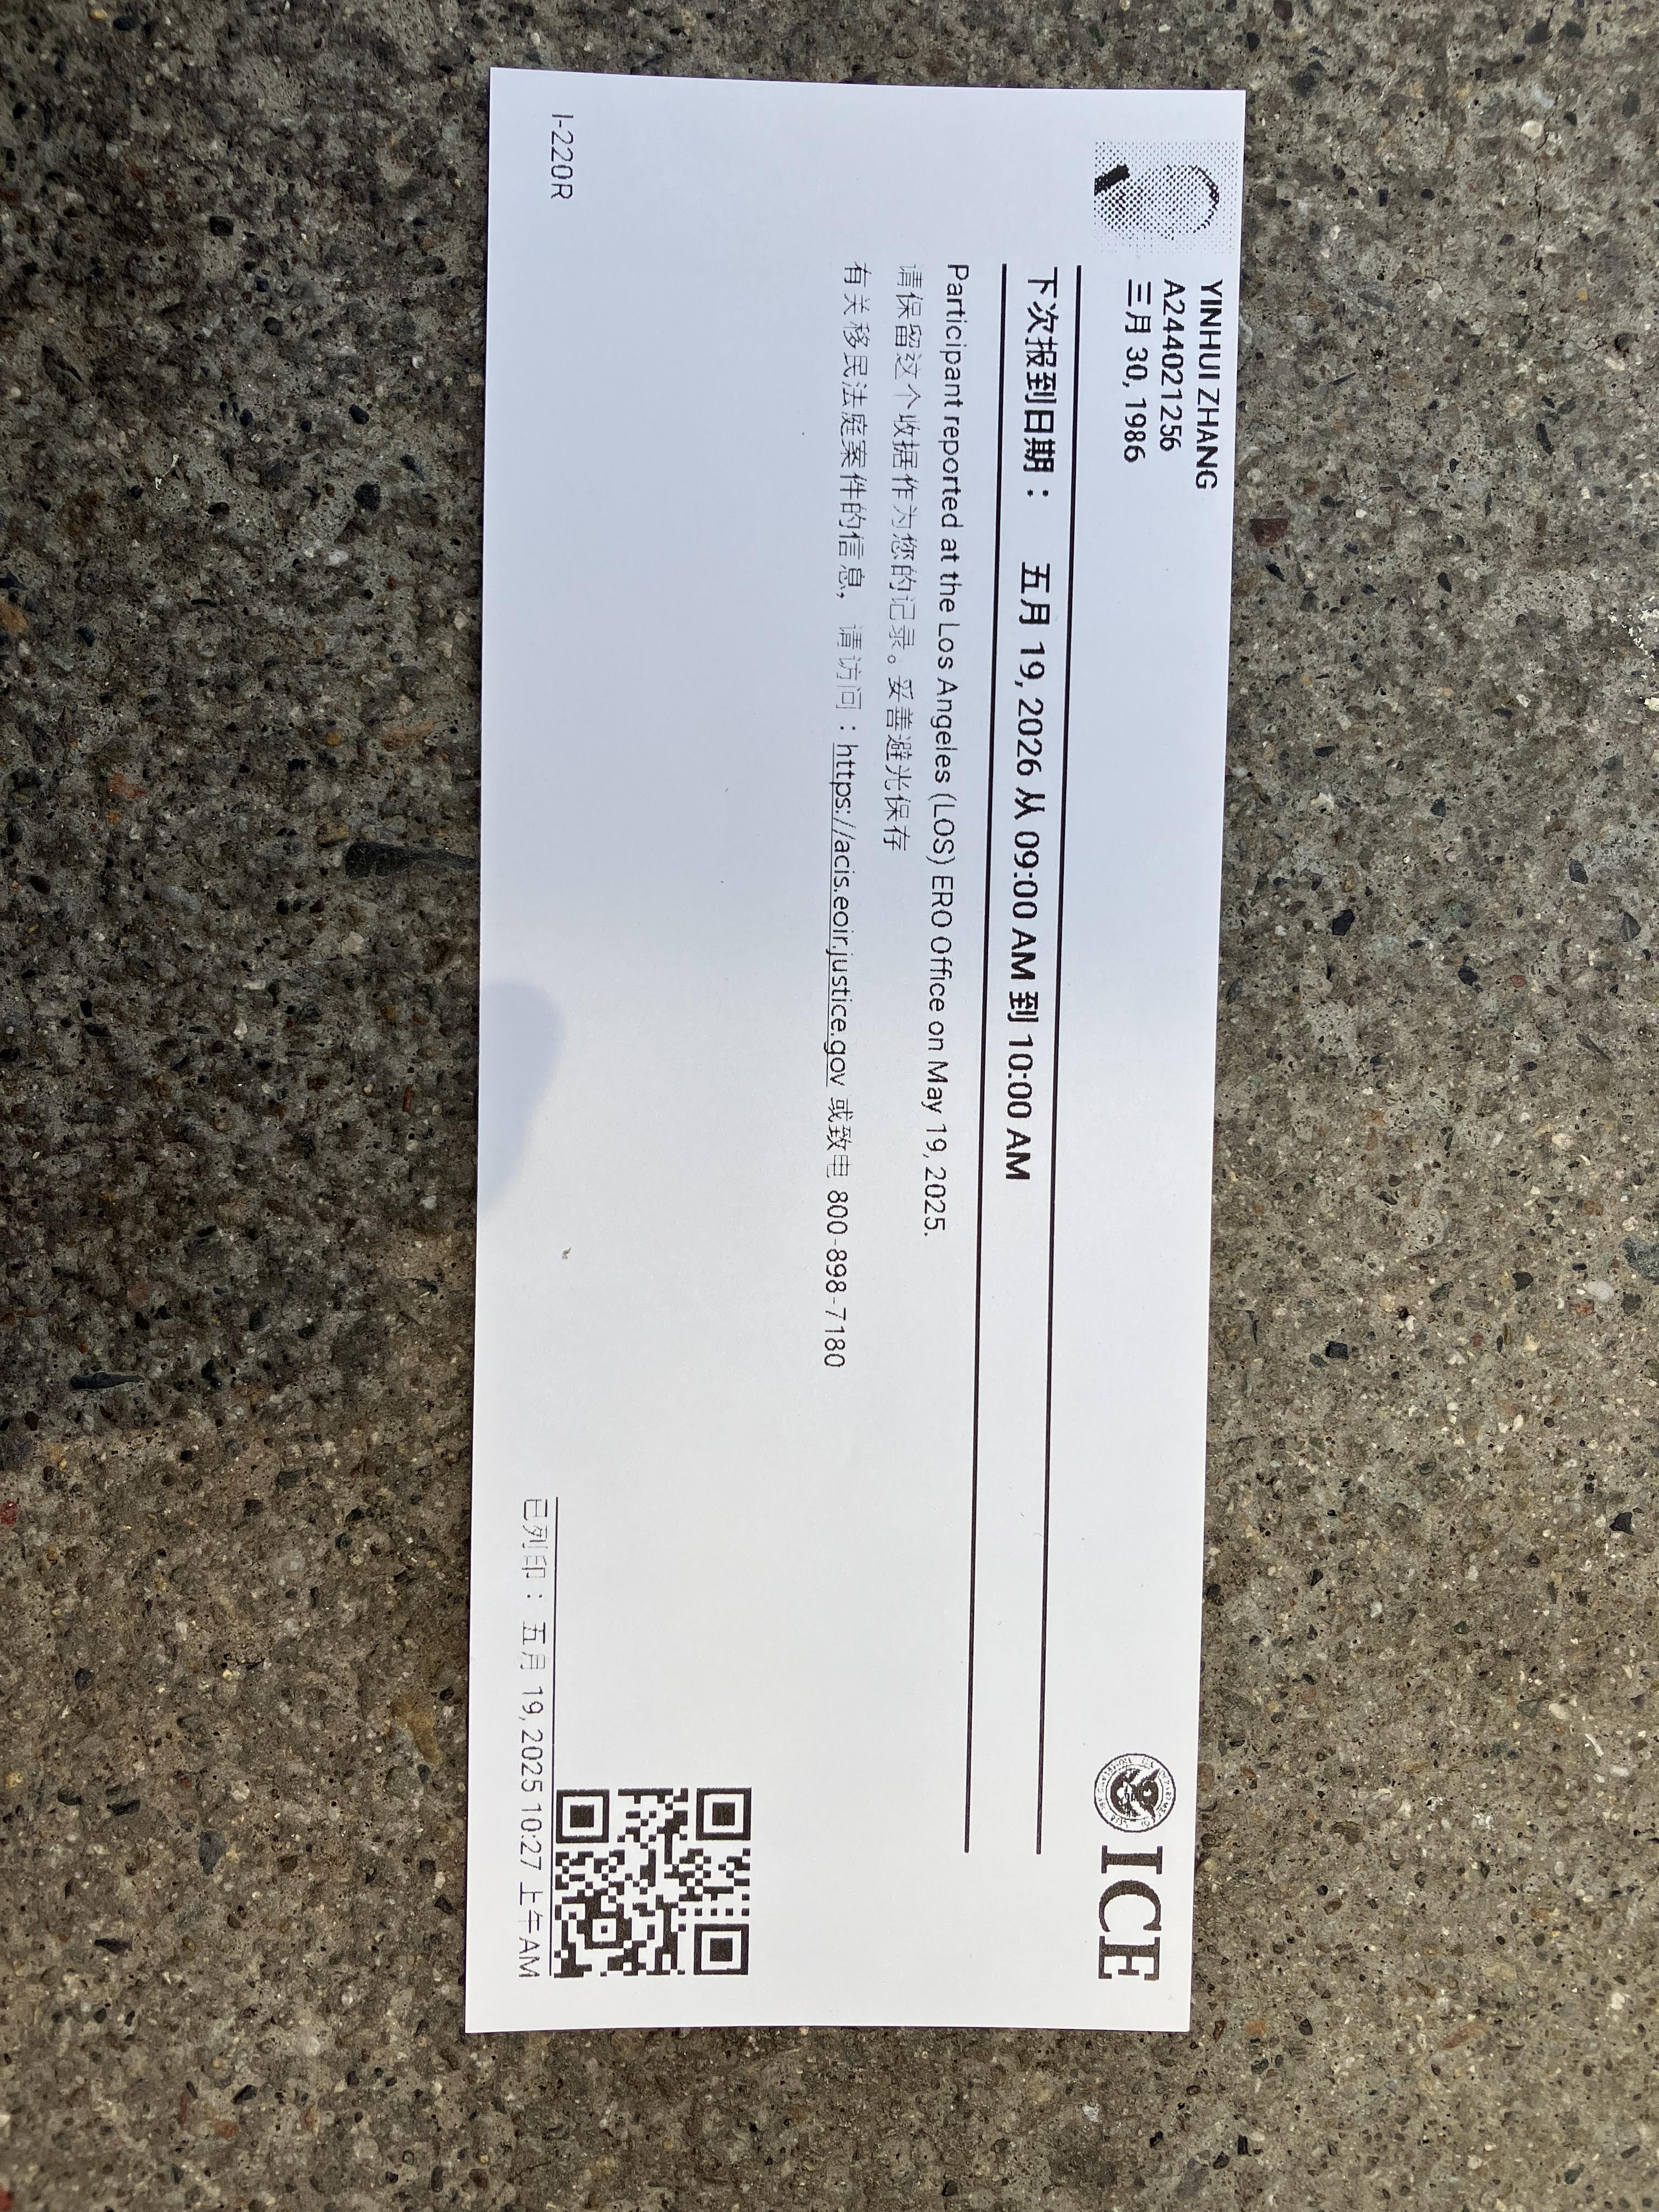 YINHUI ZHANG
A244021256
三月 30, 1986
ICE
下次报到日期： 五月 19, 2026 从 09:00 AM 到 10:00 AM
Participant reported at the Los Angeles (LOS) ERO Office on May 19, 2025.
请保留这个收据作为您的记录。妥善避光保存
有关移民法庭案件的信息, 请访问：https://acis.eoir.justice.gov 或致电 800-898-7180
I-220R
已列印： 五月 19, 2025 10:27 上午AM